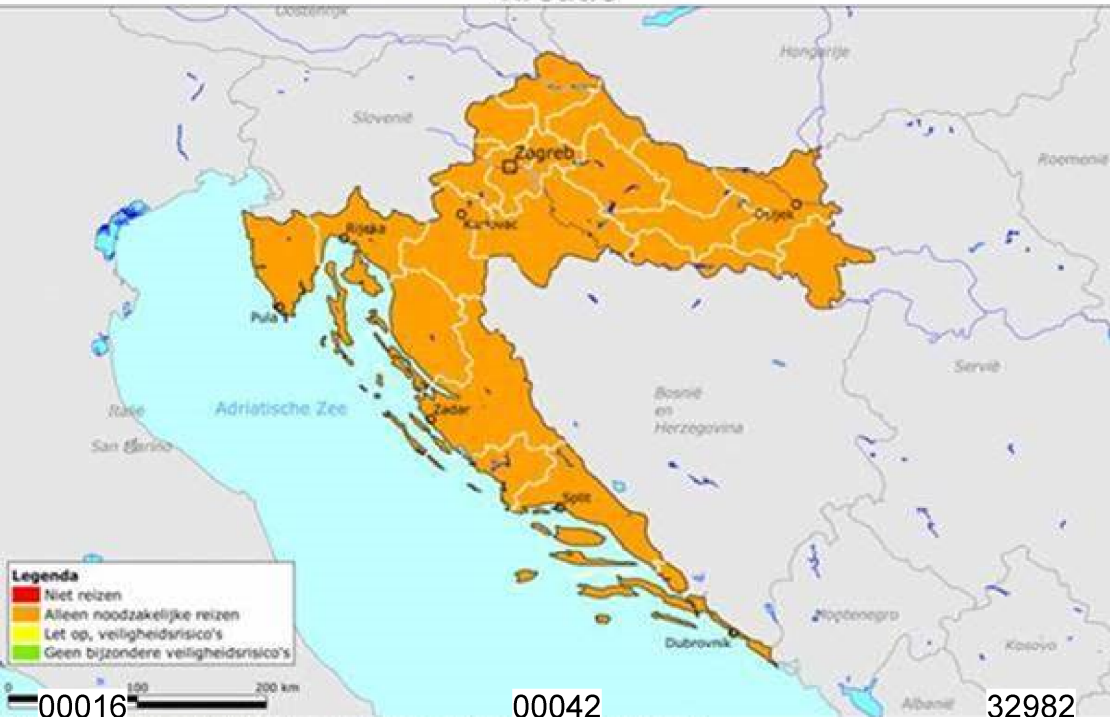 Oostenrijk
Hongarije
Slovenië
Zagreb
Roemenië
Karlovac
Osijek
Rijeka
Pula
Servië
Bosnië
en
Herzegovina
Adriatische Zee
Italië
Zadar
San Marino
Split
Legenda
Niet reizen
Alleen noodzakelijke reizen
Let op, veiligheidsrisico's
Geen bijzondere veiligheidsrisico's
Montenegro
Dubrovnik
Kosovo
Albanië
0 100 200 km
00016 00042 32982